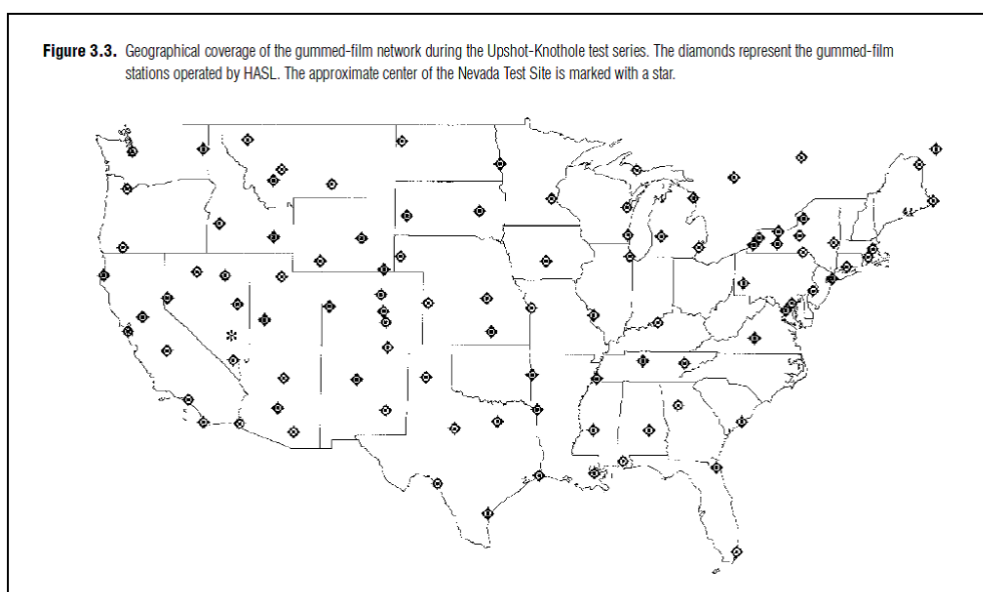 Figure 3.3. Geographical coverage of the gummed-film network during the Upshot-Knothole test series. The diamonds represent the gummed-film
stations operated by HASL. The approximate center of the Nevada Test Site is marked with a star.